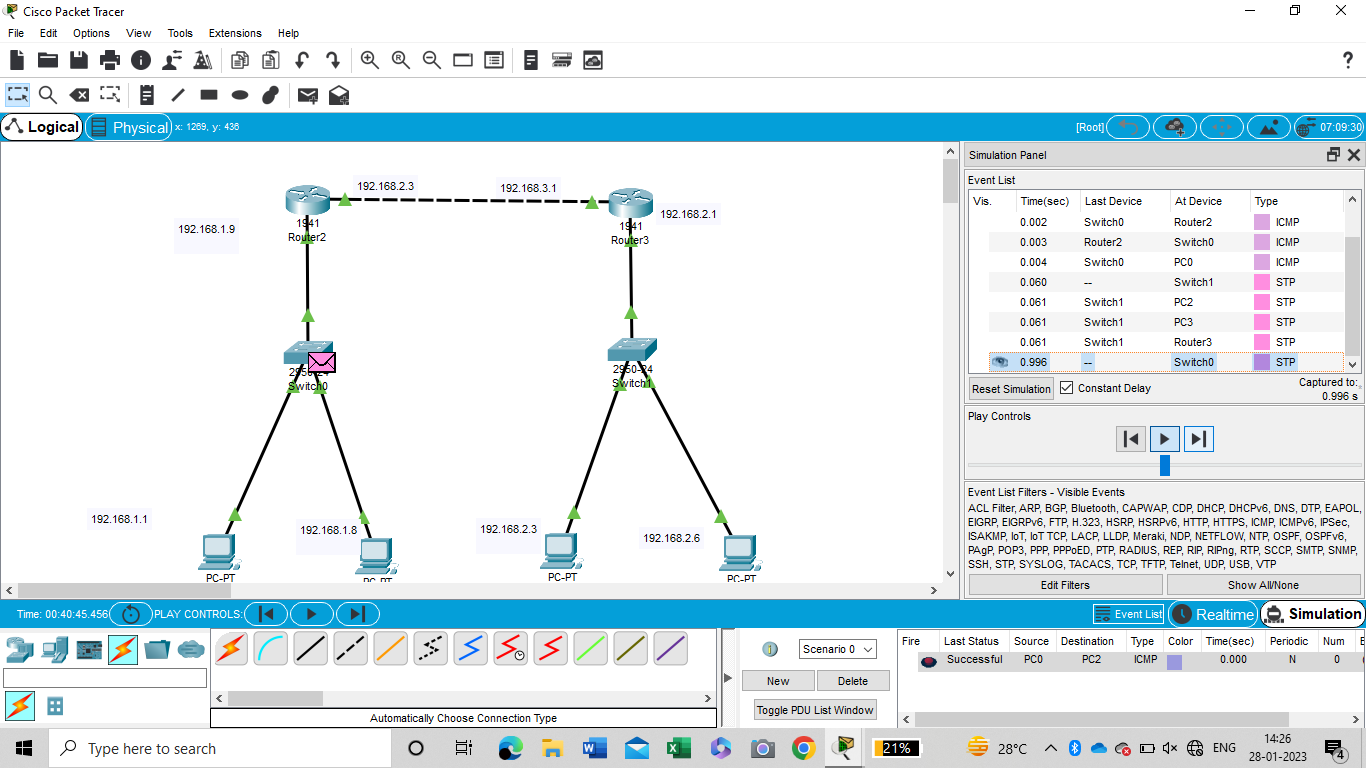 Cisco Packet Tracer
File Edit Options View Tools Extensions Help
Logical Physical x: 1269, y: 436 [Root] 07:09:30
192.168.2.3 192.168.3.1
192.168.2.1
192.168.1.9
1941
Router2
1941
Router3
2950-24
Switch0
2950-24
Switch1
192.168.1.1
192.168.1.8
192.168.2.3
192.168.2.6
PC-PT
PC-PT
PC-PT
PC-PT
Simulation Panel
Event List
Vis. Time(sec) Last Device At Device Type
0.002 Switch0 Router2 ICMP
0.003 Router2 Switch0 ICMP
0.004 Switch0 PC0 ICMP
0.060 -- Switch1 STP
0.061 Switch1 PC2 STP
0.061 Switch1 PC3 STP
0.061 Switch1 Router3 STP
0.996 -- Switch0 STP
Reset Simulation Constant Delay Captured to:
0.996 s
Play Controls
Event List Filters - Visible Events
ACL Filter, ARP, BGP, Bluetooth, CAPWAP, CDP, DHCP, DHCPv6, DNS, DTP, EAPOL,
EIGRP, EIGRPv6, FTP, H.323, HSRP, HSRPv6, HTTP, HTTPS, ICMP, ICMPv6, IPSec,
ISAKMP, IoT, IoT TCP, LACP, LLDP, Meraki, NDP, NETFLOW, NTP, OSPF, OSPFv6,
PAgP, POP3, PPP, PPPoED, PTP, RADIUS, REP, RIP, RIPng, RTP, SCCP, SMTP, SNMP,
SSH, STP, SYSLOG, TACACS, TCP, TFTP, Telnet, UDP, USB, VTP
Edit Filters Show All/None
Time: 00:40:45.456 PLAY CONTROLS: Event List Realtime Simulation
Automatically Choose Connection Type
Scenario 0
New Delete
Toggle PDU List Window
Fire Last Status Source Destination Type Color Time(sec) Periodic Num E
Successful PC0 PC2 ICMP 0.000 N 0 (
Type here to search
21% 28°C ENG 14:26
28-01-2023
4